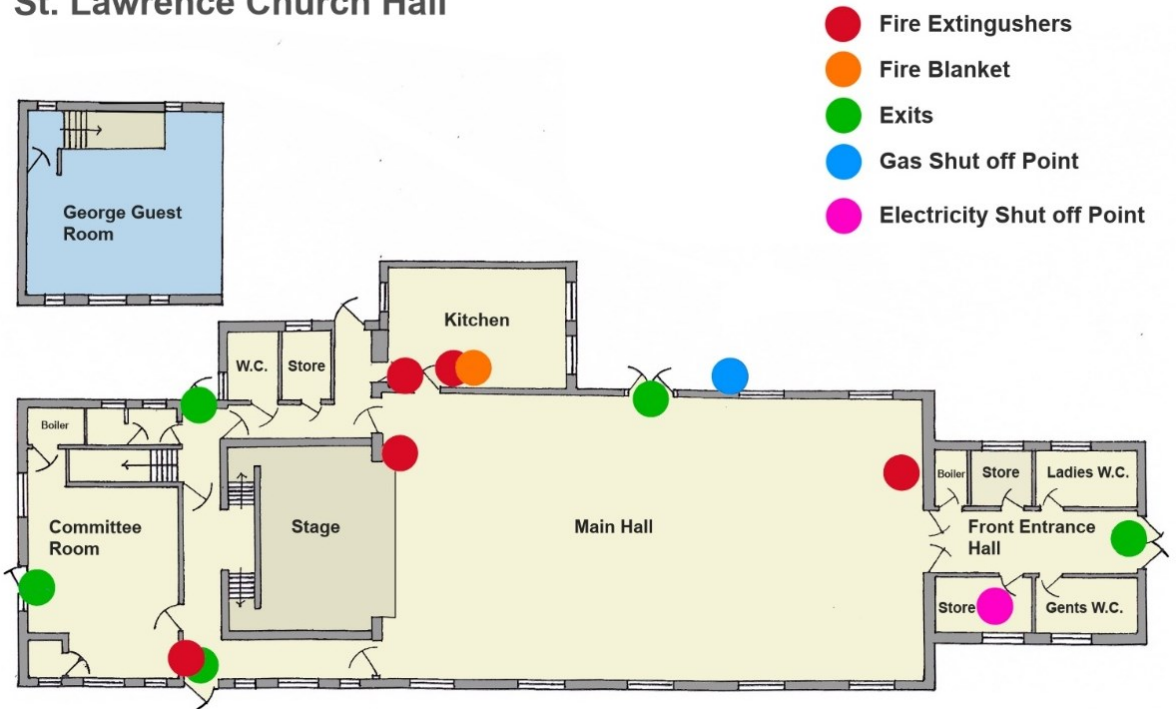 St. Lawrence Church Hall
Fire Extingushers
Fire Blanket
Exits
Gas Shut off Point
Electricity Shut off Point
George Guest
Room
Kitchen
W.C.
Store
Boiler
Committee
Room
Stage
Main Hall
Boiler
Store
Ladies W.C.
Front Entrance
Hall
Store
Gents W.C.